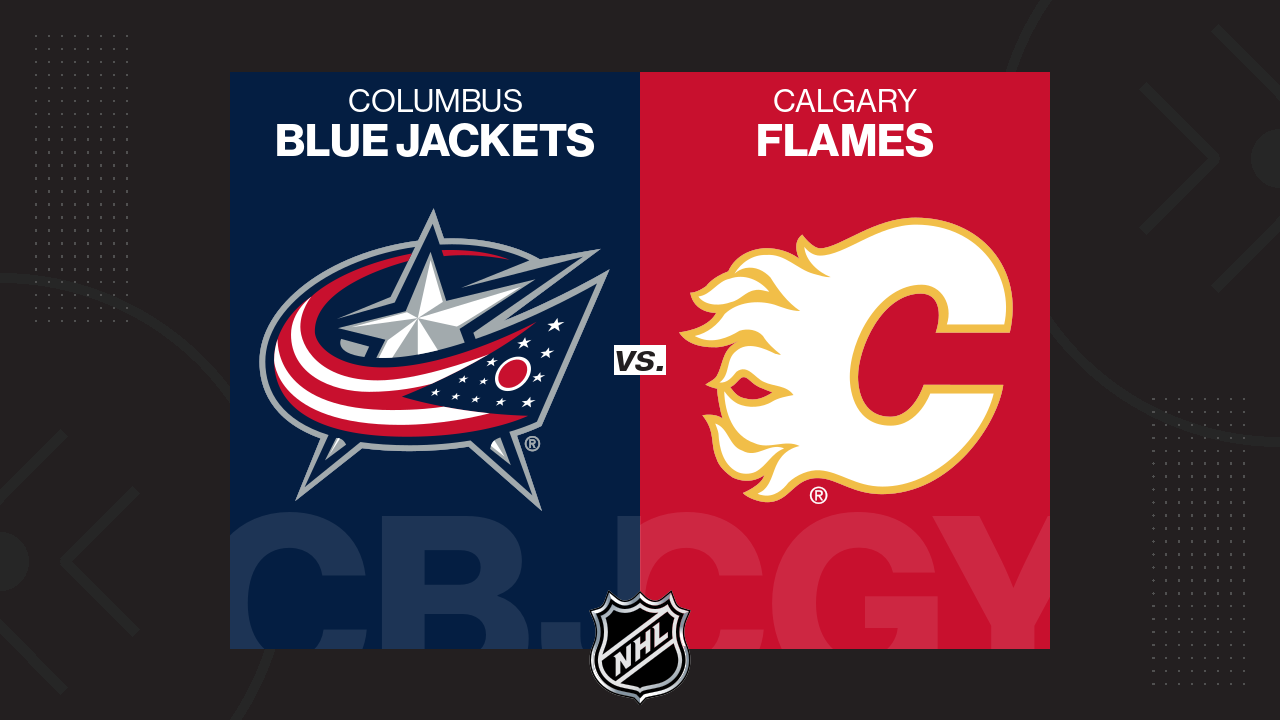 COLUMBUS
BLUE JACKETS
CALGARY
FLAMES
vs.
®
®
CBJ
CGY
NHL